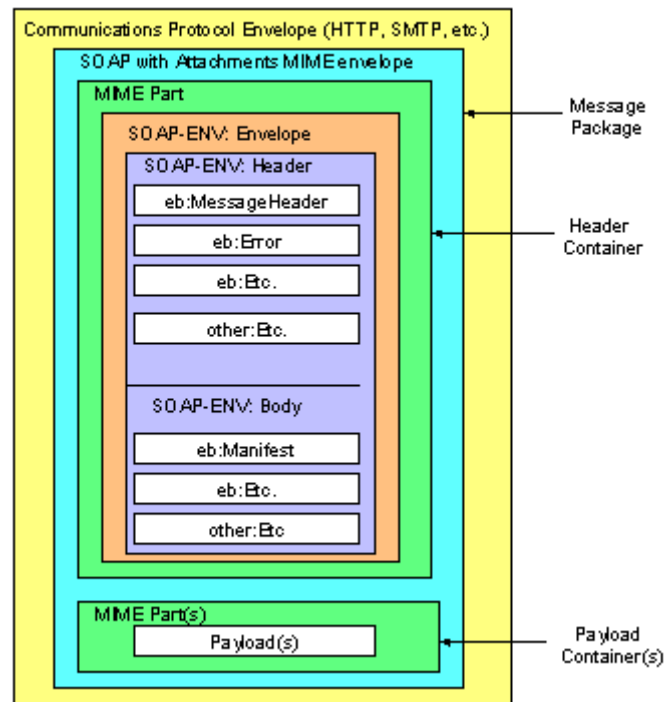 Communications Protocol Envelope (HTTP, SMTP, etc.)
SOAP with Attachments MIME envelope
MIME Part
SOAP-ENV: Envelope
SOAP-ENV: Header
eb:MessageHeader
eb:Error
eb:Etc.
other:Etc.
SOAP-ENV: Body
eb:Manifest
eb:Etc.
other:Etc
MIME Part(s)
Payload(s)
Message
Package
Header
Container
Payload
Container(s)